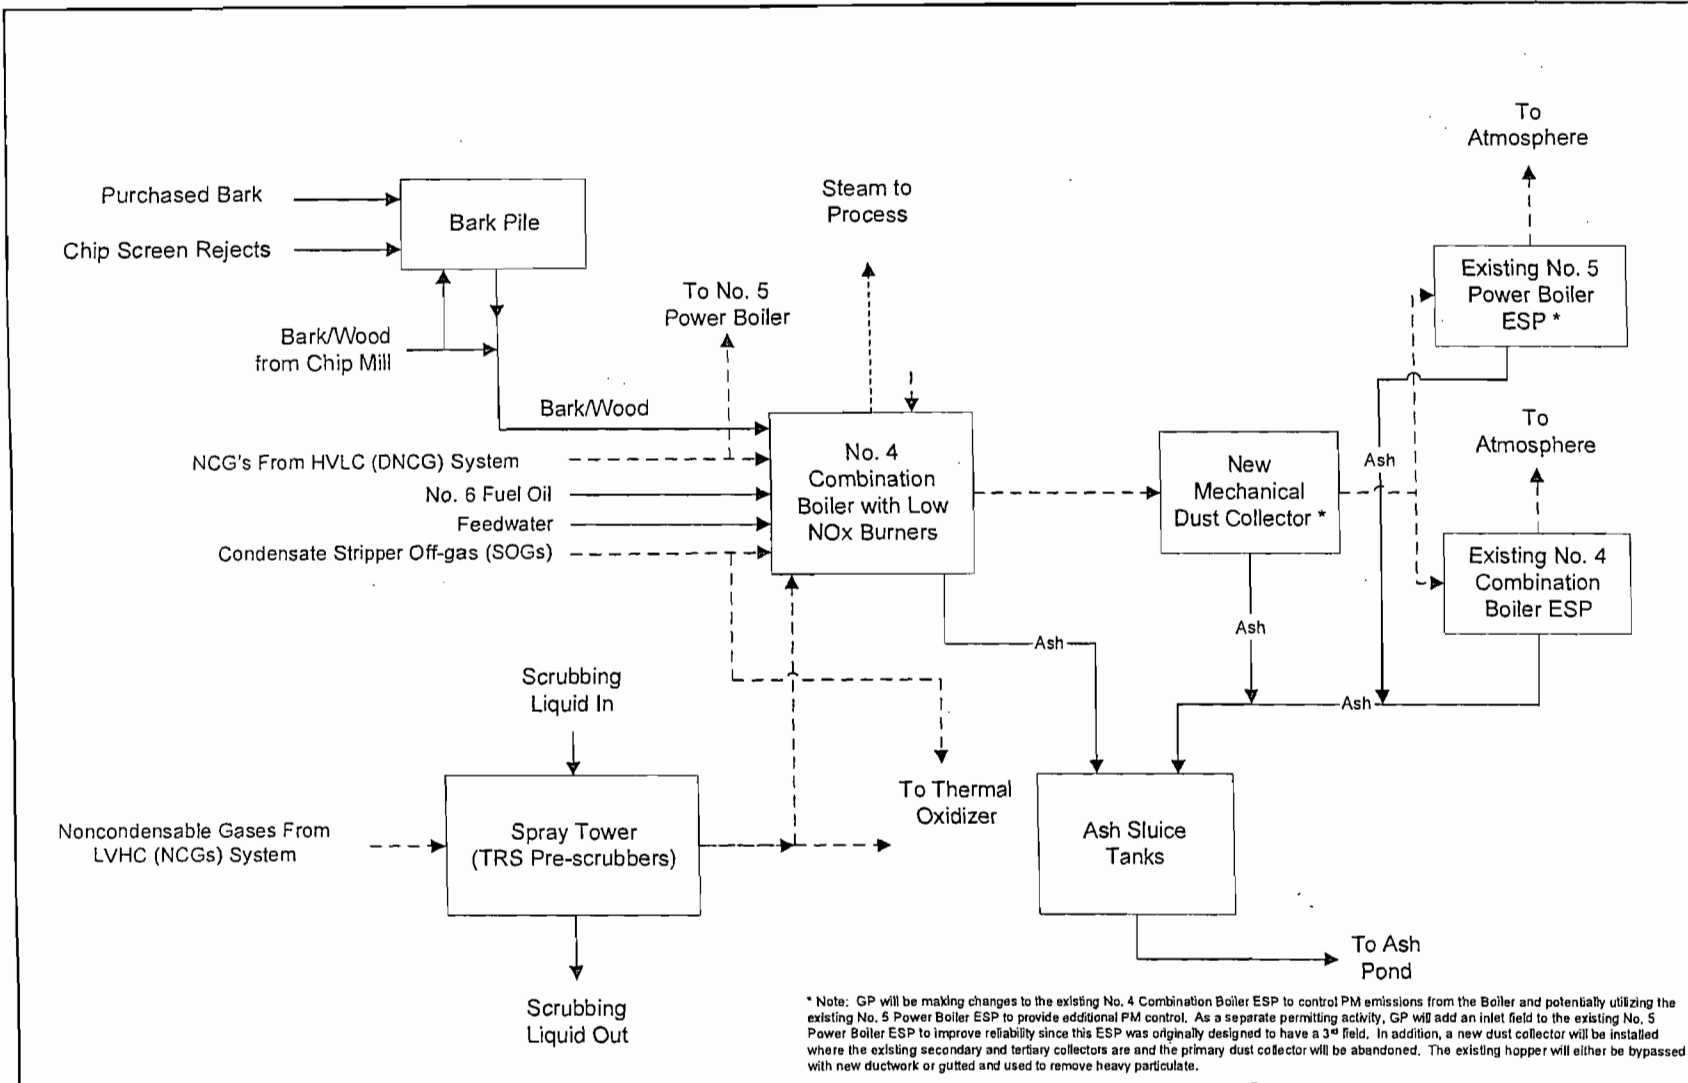 To
Atmosphere
Purchased Bark
Chip Screen Rejects
Bark Pile
Steam to
Process
Existing No. 5
Power Boiler
ESP *
To No. 5
Power Boiler
Bark/Wood
from Chip Mill
Bark/Wood
To
Atmosphere
NCG's From HVLC (DNCG) System
No. 6 Fuel Oil
Feedwater
Condensate Stripper Off-gas (SOGs)
No. 4
Combination
Boiler with Low
NOx Burners
New
Mechanical
Dust Collector *
Ash
Existing No. 4
Combination
Boiler ESP
Ash
Ash
Ash
Scrubbing
Liquid In
To Thermal
Oxidizer
Noncondensable Gases From
LVHC (NCGs) System
Spray Tower
(TRS Pre-scrubbers)
Ash Sluice
Tanks
To Ash
Pond
Scrubbing
Liquid Out
* Note: GP will be making changes to the existing No. 4 Combination Boiler ESP to control PM emissions from the Boiler and potentially utilizing the
existing No. 5 Power Boiler ESP to provide additional PM control. As a separate permitting activity, GP will add an inlet field to the existing No. 5
Power Boiler ESP to improve reliability since this ESP was originally designed to have a 3rd field. In addition, a new dust collector will be installed
where the existing secondary and tertiary collectors are and the primary dust collector will be abandoned. The existing hopper will either be bypassed
with new ductwork or gutted and used to remove heavy particulate.